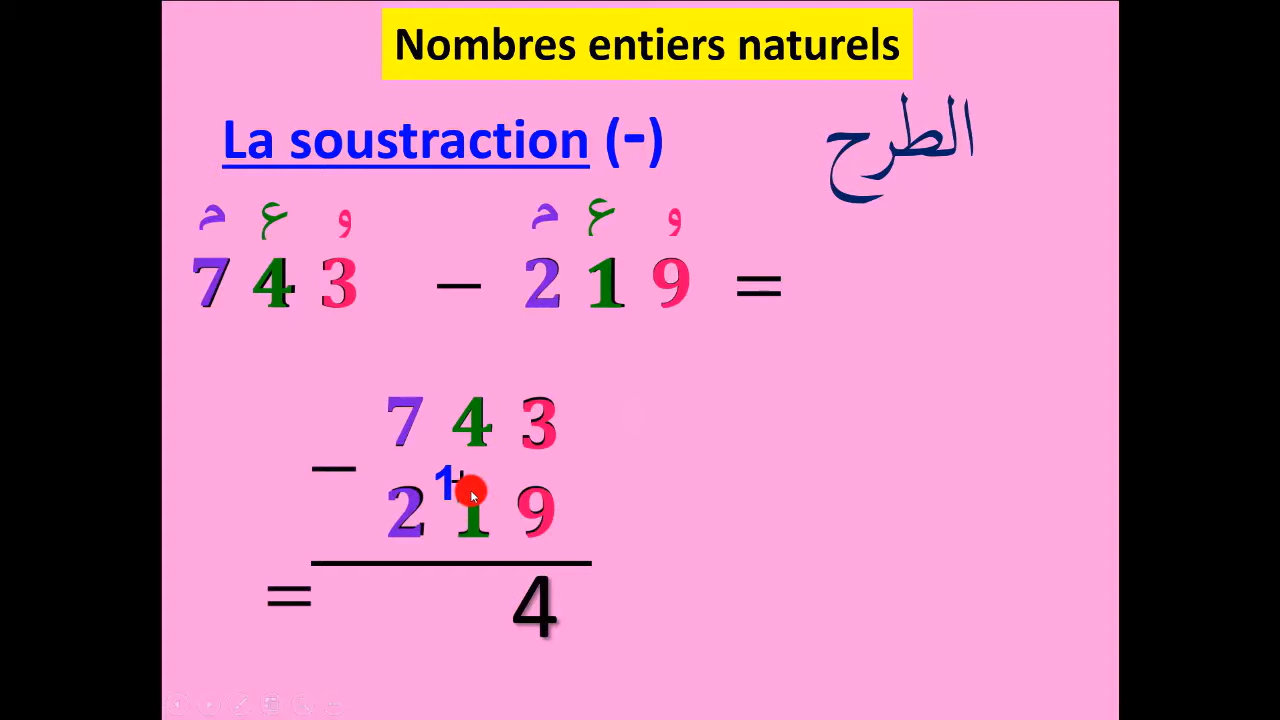 Nombres entiers naturels
La soustraction (-) الطرح
م ع و م ع و
7 4 3 − 2 1 9 =
7 4 3
−
1+
2 1 9
= 4